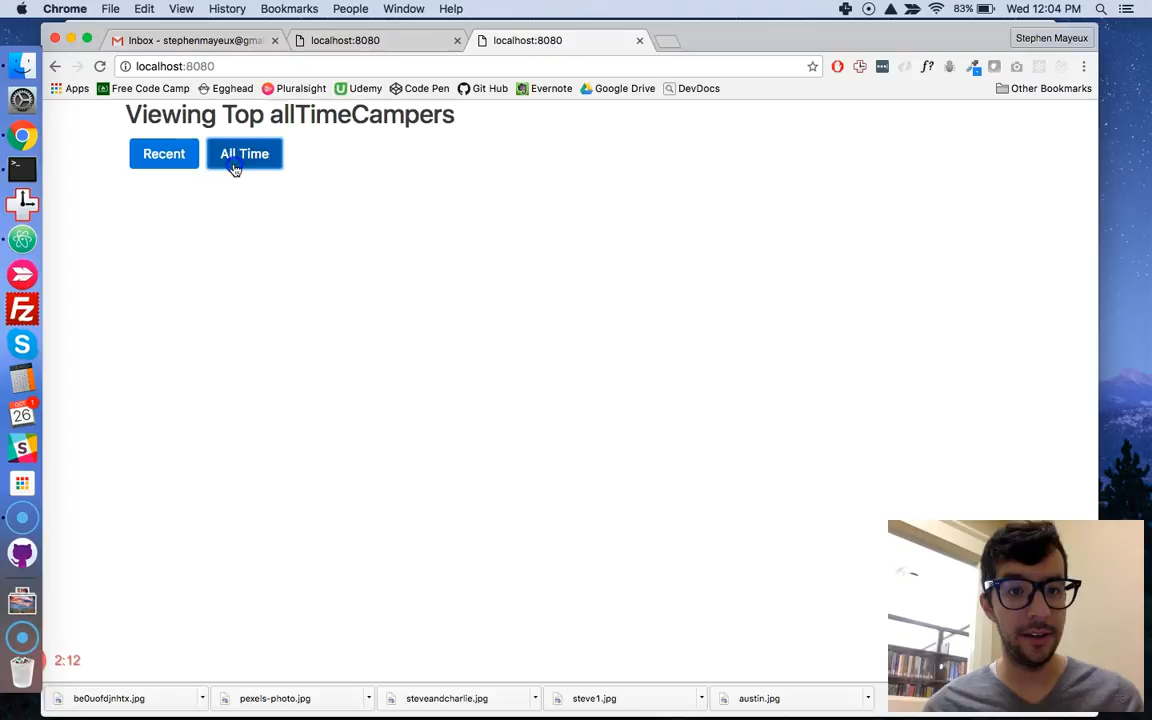 Chrome File Edit View History Bookmarks People Window Help 83% Wed 12:04 PM
Inbox - stephenmayeux@gma localhost:8080 localhost:8080 Stephen Mayeux
localhost:8080
Apps Free Code Camp Egghead Pluralsight Udemy Code Pen Git Hub Evernote Google Drive DevDocs Other Bookmarks
Viewing Top allTimeCampers
Recent All Time
OCT 1
26
2:12
be0uofdjnhtx.jpg pexels-photo.jpg steveandcharlie.jpg steve1.jpg austin.jpg